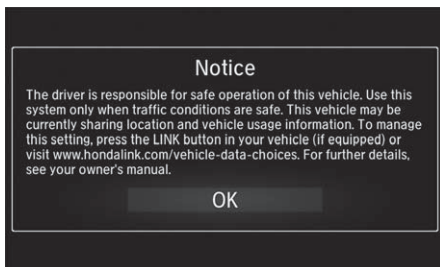 Notice
The driver is responsible for safe operation of this vehicle. Use this
system only when traffic conditions are safe. This vehicle may be
currently sharing location and vehicle usage information. To manage
this setting, press the LINK button in your vehicle (if equipped) or
visit www.hondalink.com/vehicle-data-choices. For further details,
see your owner's manual.
OK